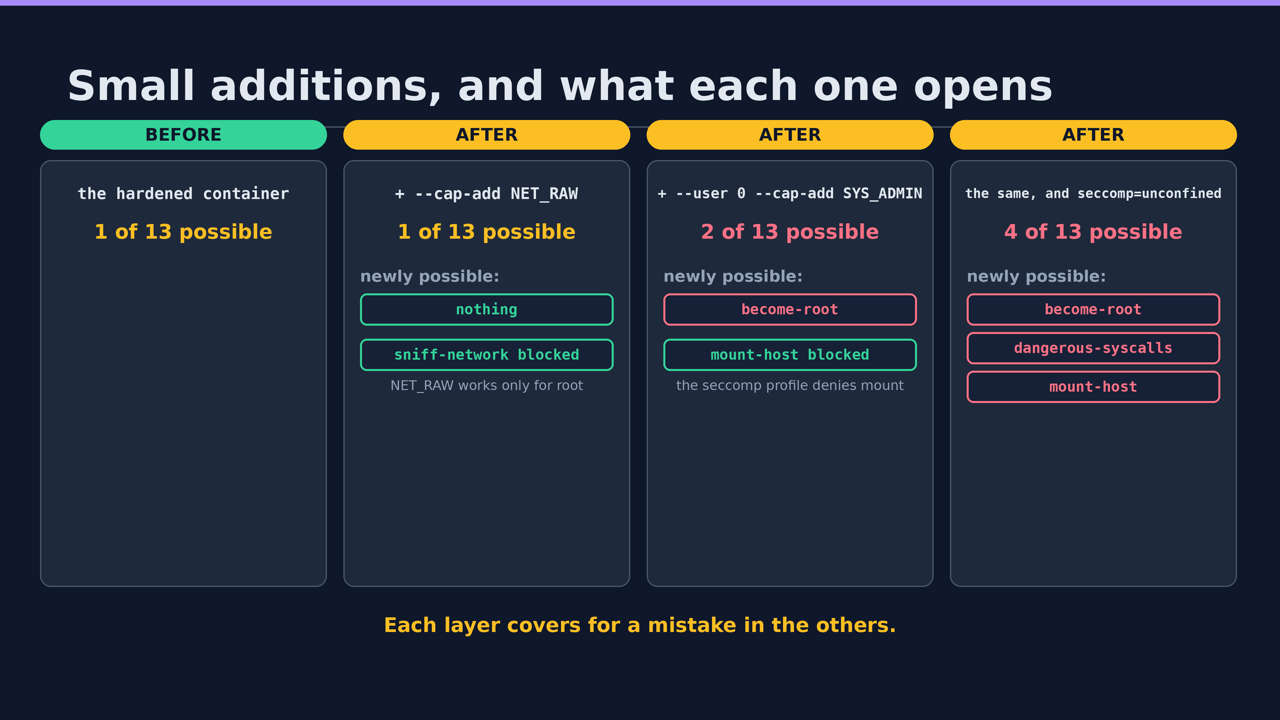 Small additions, and what each one opens
BEFORE
the hardened container
1 of 13 possible
AFTER
+ --cap-add NET_RAW
1 of 13 possible
newly possible:
nothing
sniff-network blocked
NET_RAW works only for root
AFTER
+ --user 0 --cap-add SYS_ADMIN
2 of 13 possible
newly possible:
become-root
mount-host blocked
the seccomp profile denies mount
AFTER
the same, and seccomp=unconfined
4 of 13 possible
newly possible:
become-root
dangerous-syscalls
mount-host
Each layer covers for a mistake in the others.